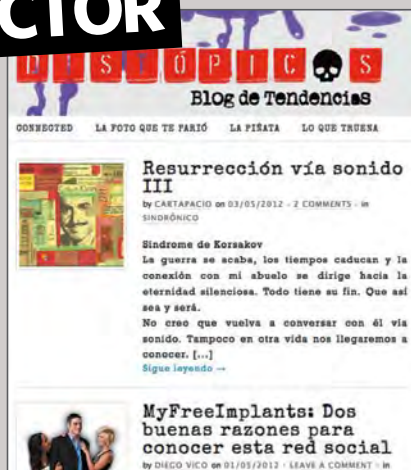 CTOR
DISTÓPICOS
Blog de Tendencias
CONNECTED LA FOTO QUE TE PARIÓ LA PIÑATA LO QUE TRUENA
Resurrección vía sonido
III
by CARTAPACIO on 03/05/2012 - 2 COMMENTS - in
SINDRÓNICO
Síndrome de Korsakov
La guerra se acaba, los tiempos caducan y la
conexión con mi abuelo se dirige hacia la
eternidad silenciosa. Todo tiene su fin. Que así
sea y será.
No creo que vuelva a conversar con él vía
sonido. Tampoco en otra vida nos llegaremos a
conocer. [...]
Sigue leyendo →
MyFreeImplants: Dos
buenas razones para
conocer esta red social
by DIEGO VICO on 01/05/2012 · LEAVE A COMMENT · in